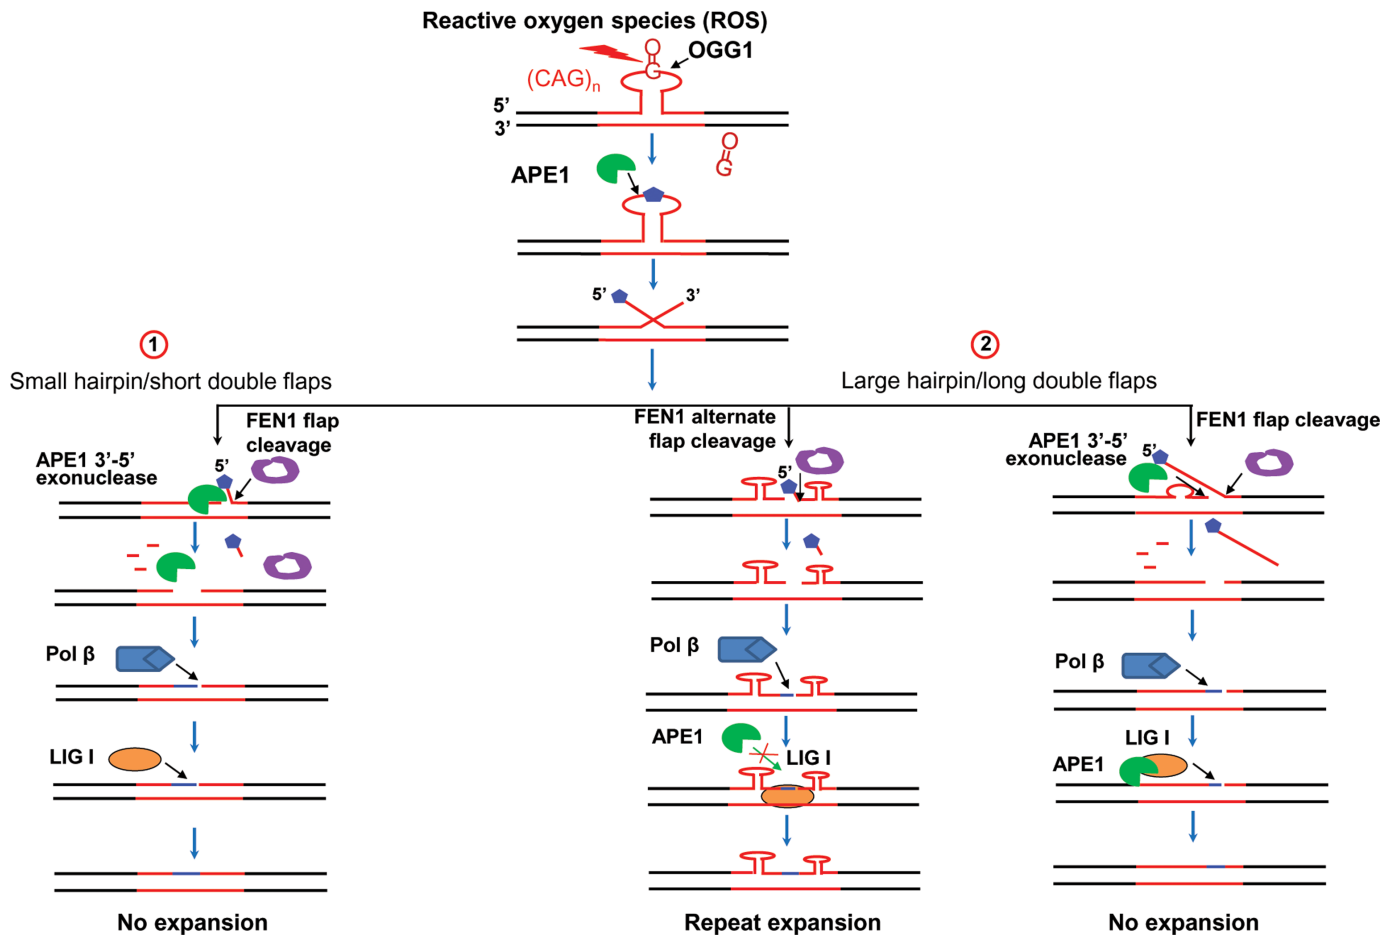 Reactive oxygen species (ROS)
O
G
OGG1
(CAG)n
5’
3’
O
G
APE1
5’
3’
1
2
Small hairpin/short double flaps
Large hairpin/long double flaps
FEN1 flap
cleavage
APE1 3’-5’
exonuclease
5’
Pol β
LIG I
No expansion
FEN1 alternate
flap cleavage
5’
Pol β
APE1
LIG I
Repeat expansion
FEN1 flap cleavage
APE1 3’-5’
exonuclease
5’
Pol β
LIG I
APE1
No expansion